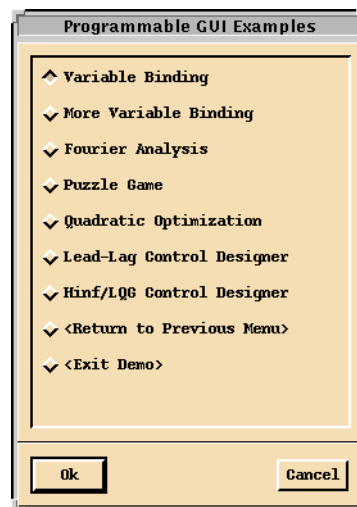 Programmable GUI Examples
Variable Binding
More Variable Binding
Fourier Analysis
Puzzle Game
Quadratic Optimization
Lead-Lag Control Designer
Hinf/LQG Control Designer
<Return to Previous Menu>
<Exit Demo>
Ok
Cancel